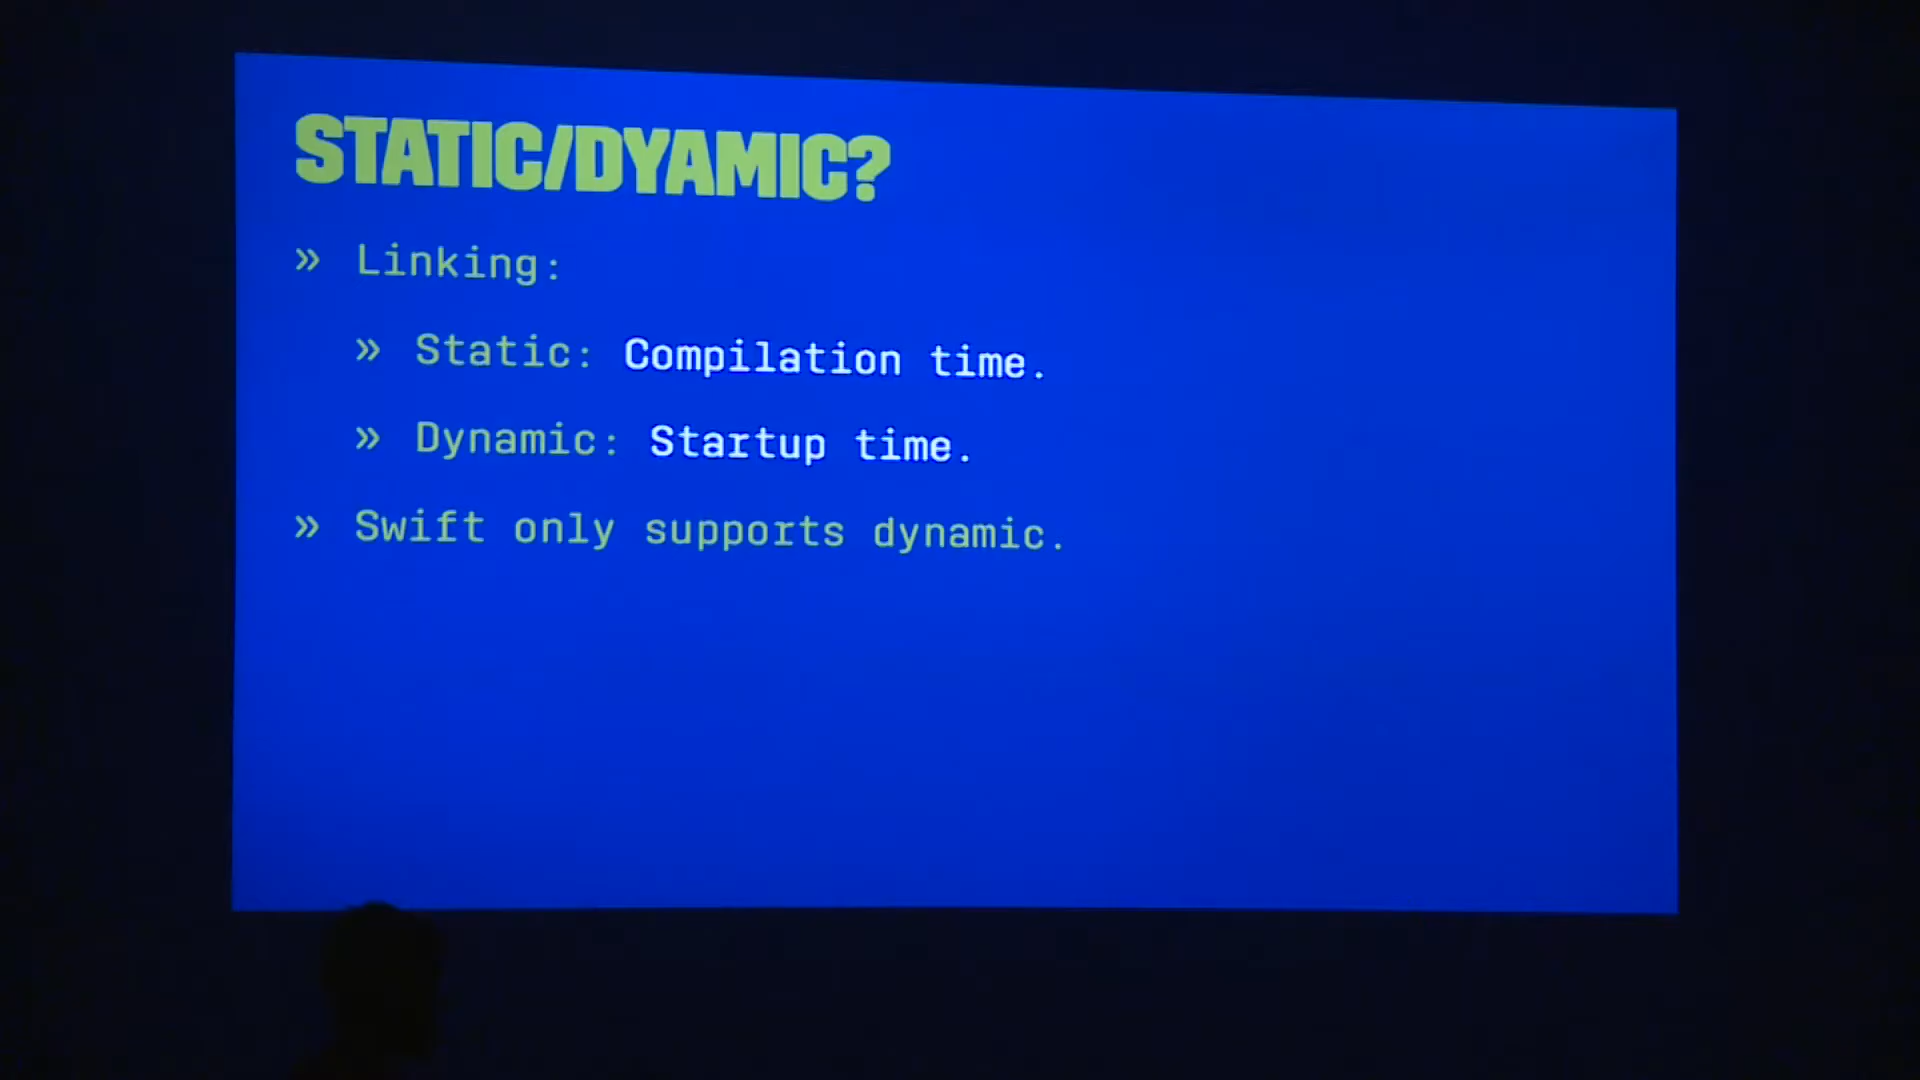 STATIC/DYAMIC?
» Linking:
» Static: Compilation time.
» Dynamic: Startup time.
» Swift only supports dynamic.